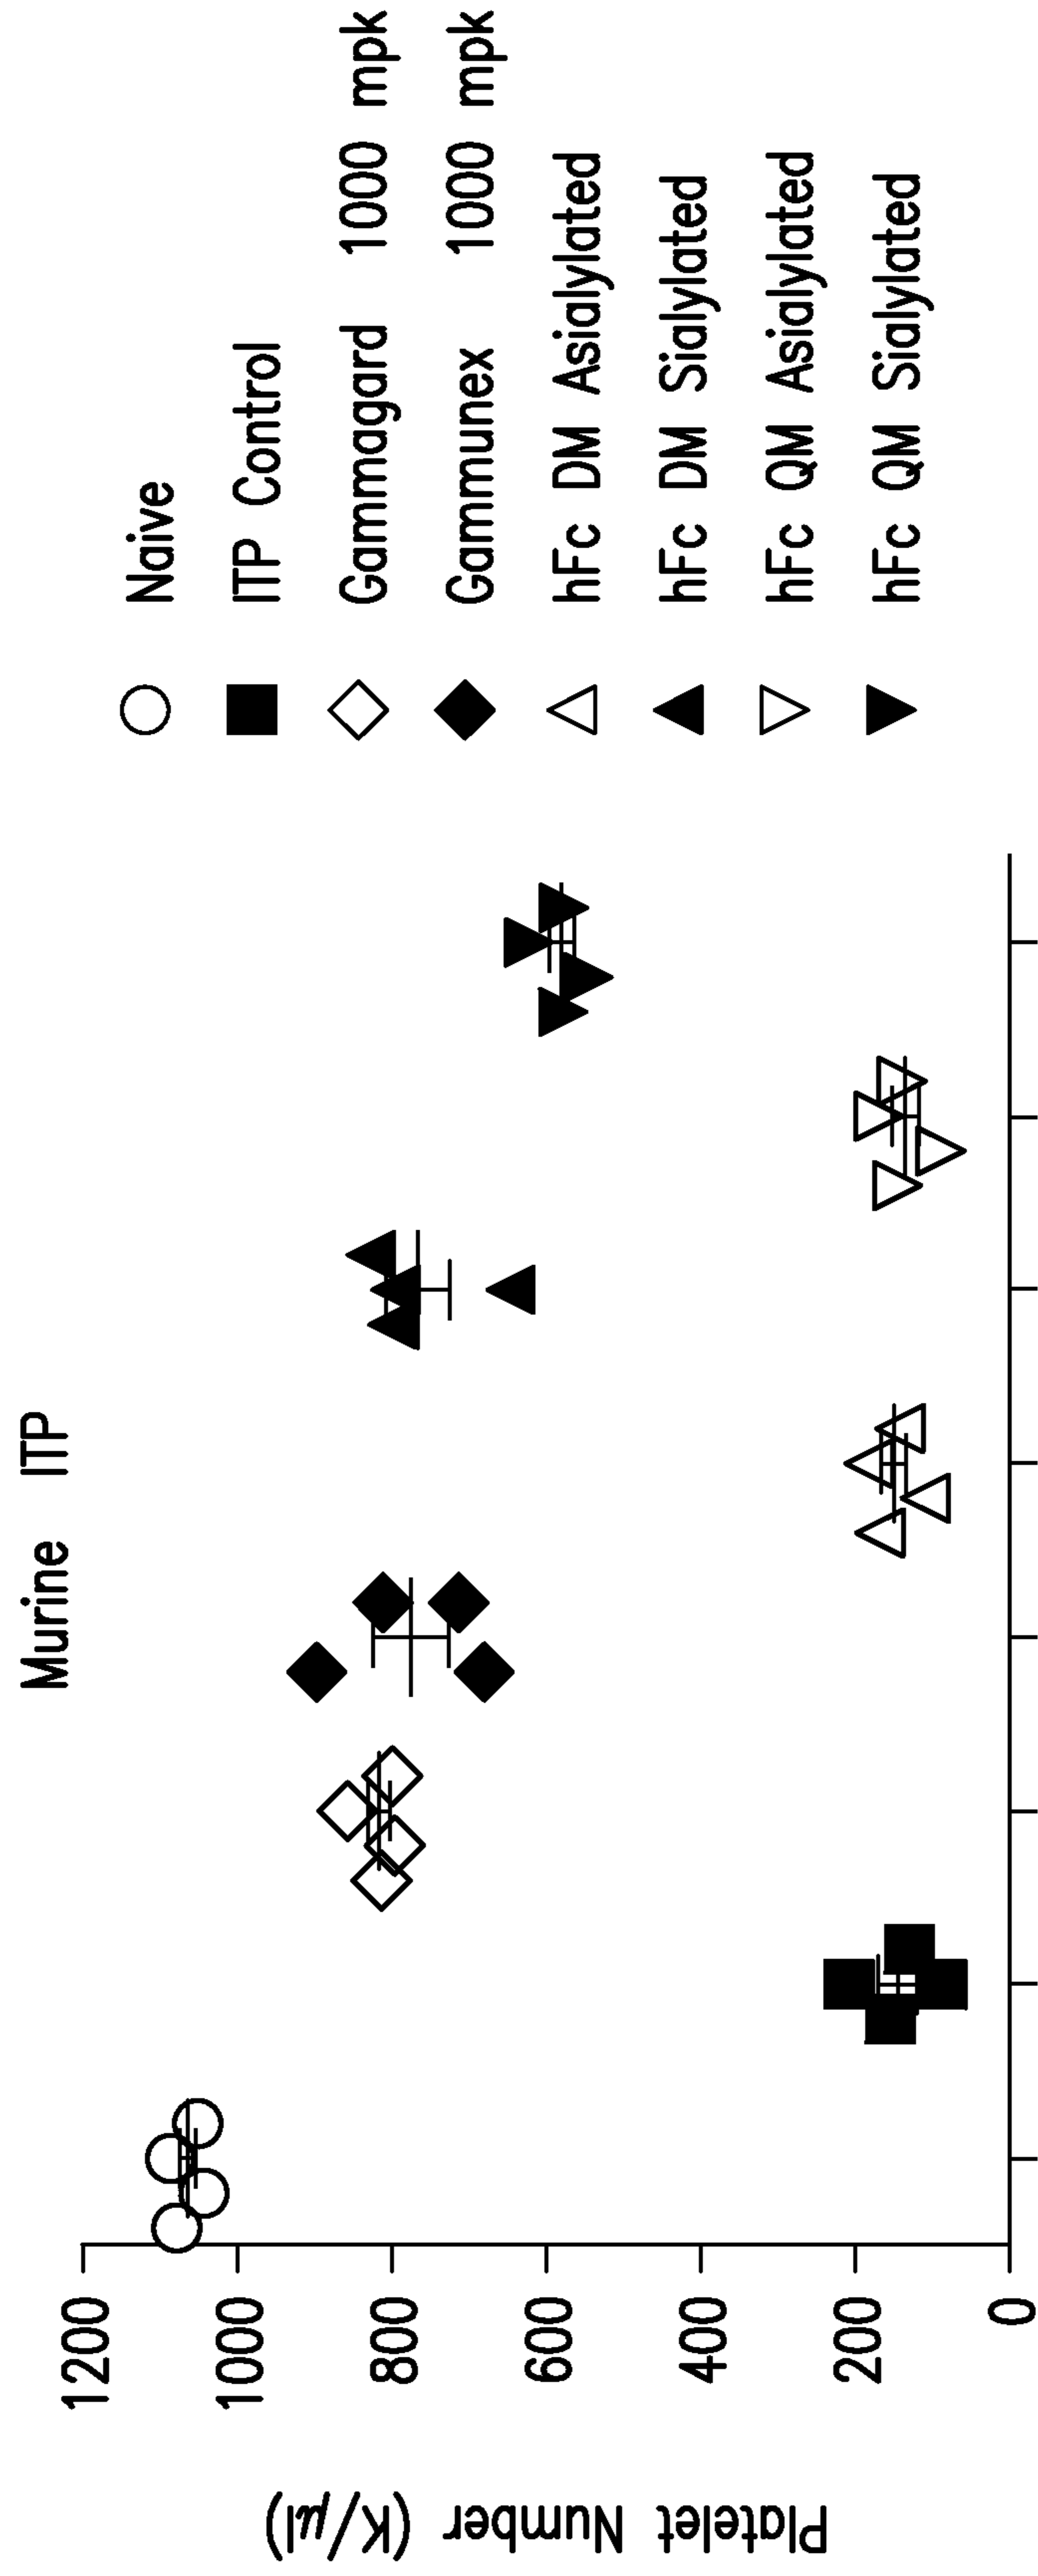 Murine ITP
Platelet Number (K/µl)
1200
1000
800
600
400
200
0
Naive
ITP Control
Gammagard 1000 mpk
Gammunex 1000 mpk
hFc DM Asialylated
hFc DM Sialylated
hFc QM Asialylated
hFc QM Sialylated